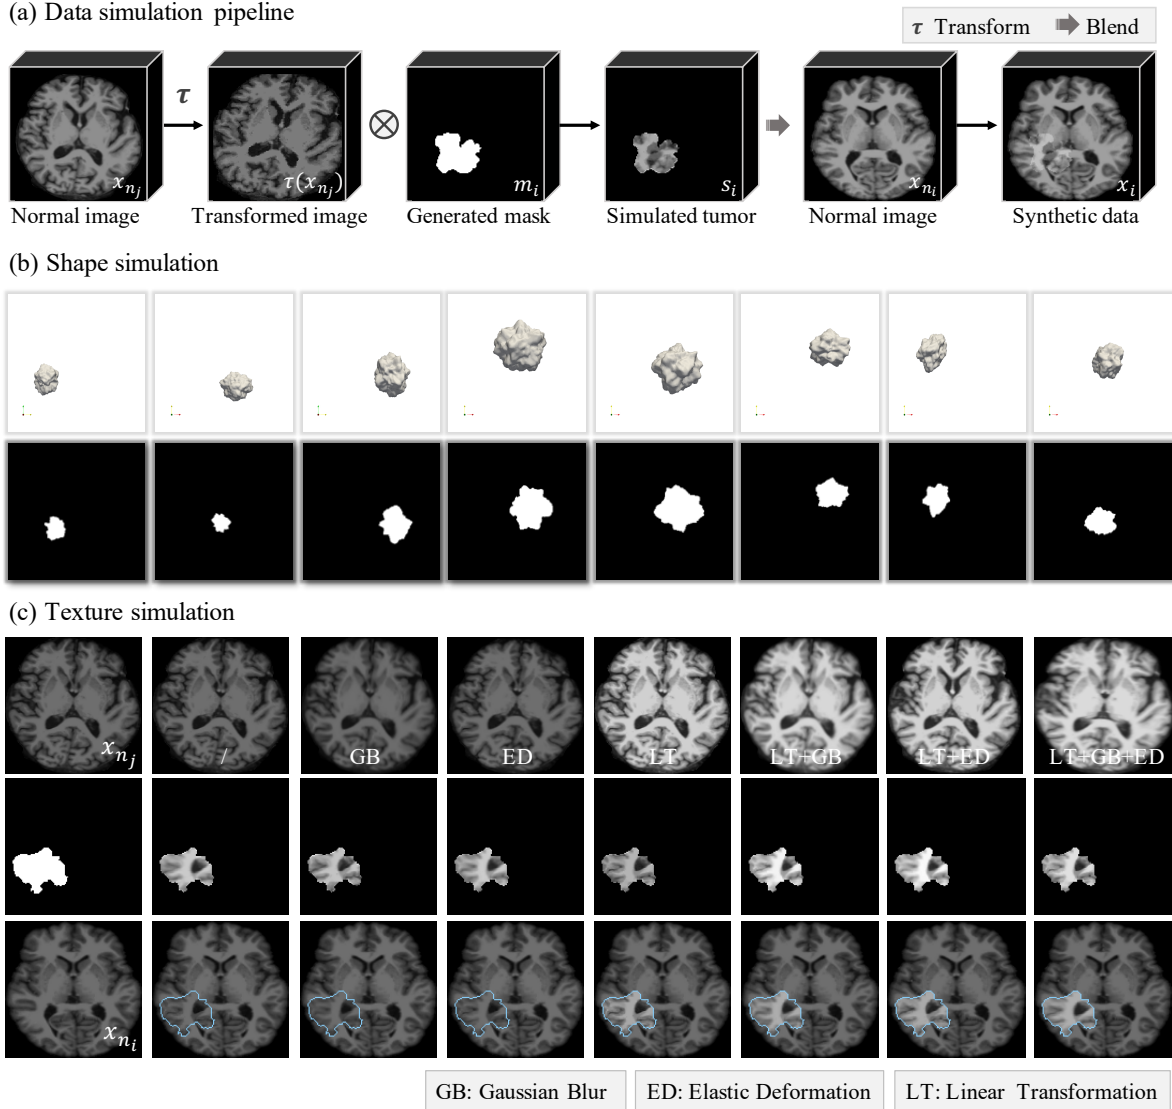 (a) Data simulation pipeline
τ Transform Blend
τ
x_{n_j}
τ(x_{n_j})
m_i
s_i
x_{n_i}
x_i
Normal image
Transformed image
Generated mask
Simulated tumor
Normal image
Synthetic data
(b) Shape simulation
(c) Texture simulation
x_{n_j}
/
GB
ED
LT
LT+GB
LT+ED
LT+GB+ED
x_{n_i}
GB: Gaussian Blur
ED: Elastic Deformation
LT: Linear Transformation